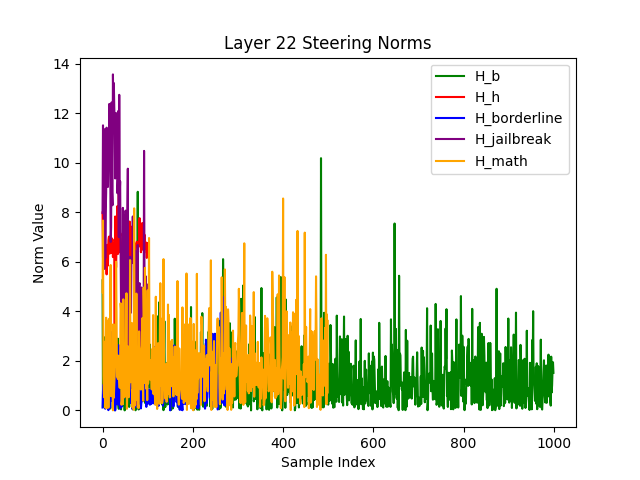 Layer 22 Steering Norms
14
12
10
8
6
4
2
0
Norm Value
H_b
H_h
H_borderline
H_jailbreak
H_math
0 200 400 600 800 1000
Sample Index